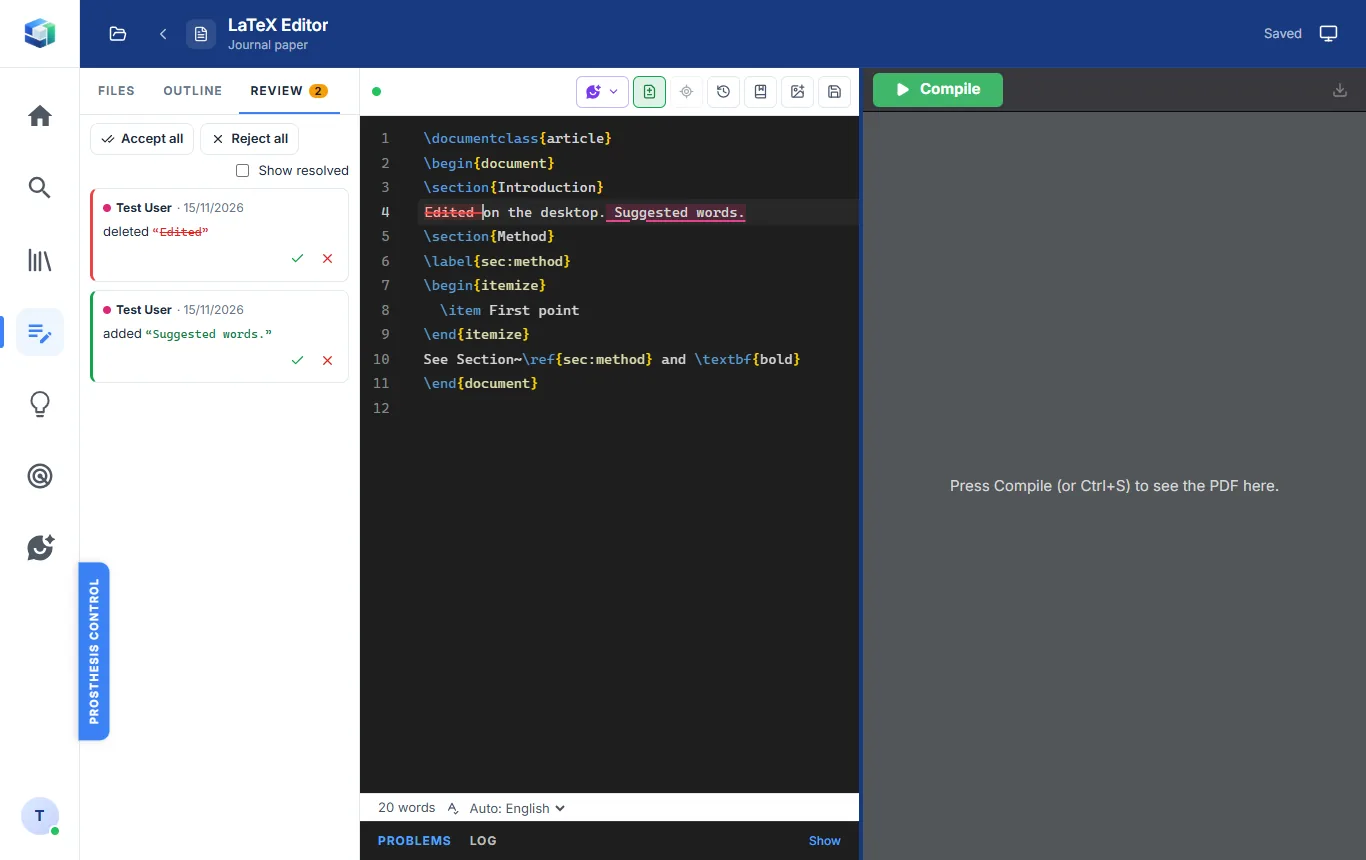 LaTeX Editor
Journal paper
Saved
FILES OUTLINE REVIEW 2
Accept all Reject all
Show resolved
Test User · 15/11/2026
deleted “Edited”
Test User · 15/11/2026
added “Suggested words.”
PROSTHESIS CONTROL
T
1 \documentclass{article}
2 \begin{document}
3 \section{Introduction}
4 Edited on the desktop. Suggested words.
5 \section{Method}
6 \label{sec:method}
7 \begin{itemize}
8 \item First point
9 \end{itemize}
10 See Section~\ref{sec:method} and \textbf{bold}
11 \end{document}
12
20 words Auto: English
PROBLEMS LOG Show
Compile
Press Compile (or Ctrl+S) to see the PDF here.